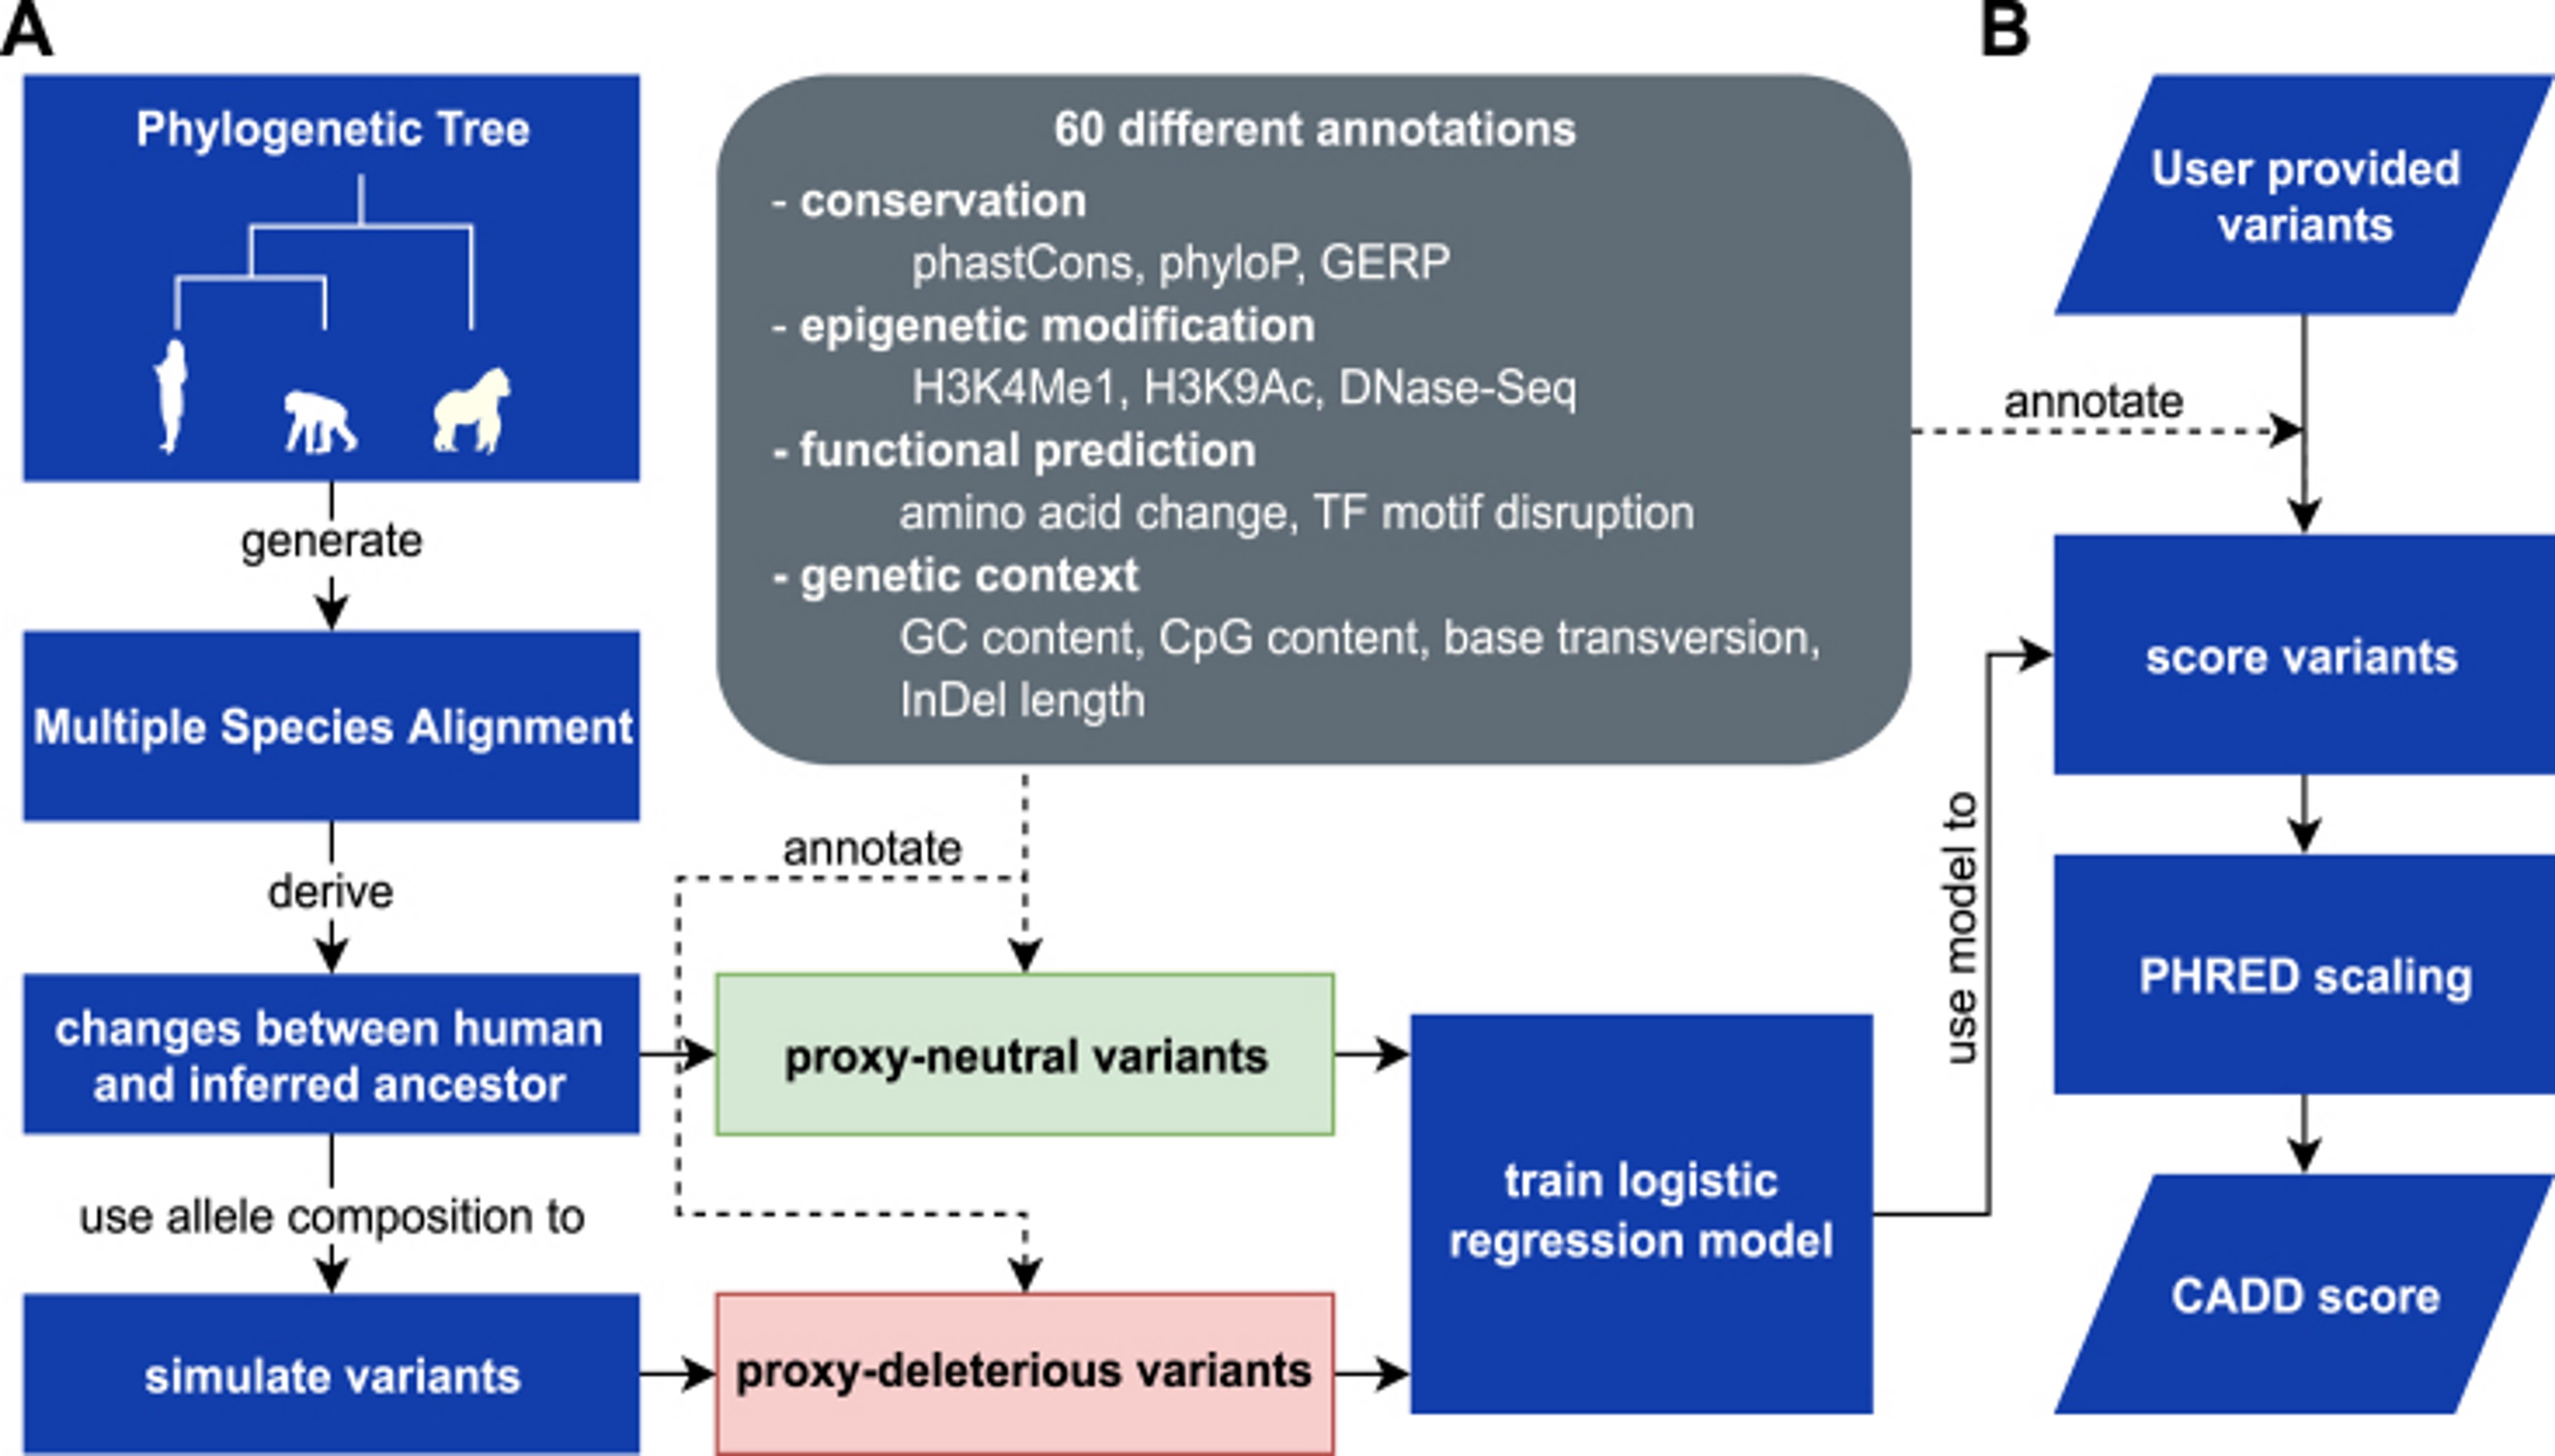 A
Phylogenetic Tree
generate
Multiple Species Alignment
derive
changes between human
and inferred ancestor
use allele composition to
simulate variants
60 different annotations
- conservation
phastCons, phyloP, GERP
- epigenetic modification
H3K4Me1, H3K9Ac, DNase-Seq
- functional prediction
amino acid change, TF motif disruption
- genetic context
GC content, CpG content, base transversion,
InDel length
annotate
proxy-neutral variants
proxy-deleterious variants
train logistic
regression model
use model to
B
User provided
variants
annotate
score variants
PHRED scaling
CADD score